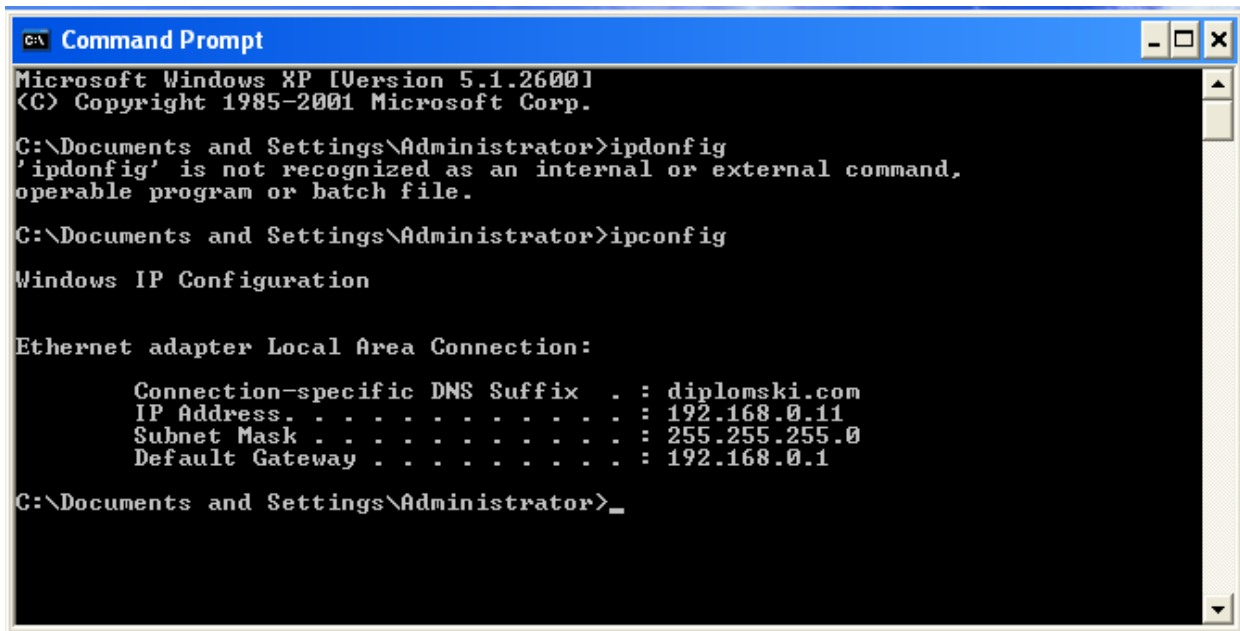 Command Prompt
Microsoft Windows XP [Version 5.1.2600]
(C) Copyright 1985-2001 Microsoft Corp.
C:\Documents and Settings\Administrator>ipdonfig
'ipdonfig' is not recognized as an internal or external command,
operable program or batch file.
C:\Documents and Settings\Administrator>ipconfig
Windows IP Configuration
Ethernet adapter Local Area Connection:
Connection-specific DNS Suffix . : diplomski.com
IP Address. . . . . . . . . . . . : 192.168.0.11
Subnet Mask . . . . . . . . . . . : 255.255.255.0
Default Gateway . . . . . . . . . : 192.168.0.1
C:\Documents and Settings\Administrator>_